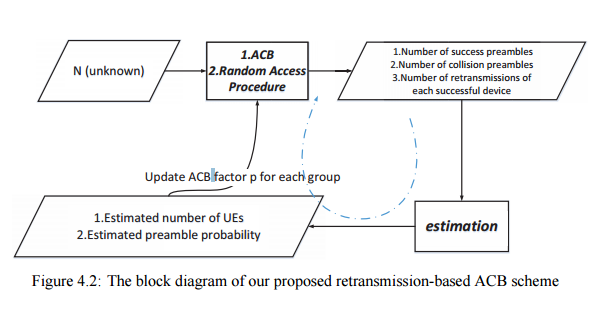 N (unknown)
1.ACB
2.Random Access
Procedure
1.Number of success preambles
2.Number of collision preambles
3.Number of retransmissions of
each successful device
Update ACB factor p for each group
1.Estimated number of UEs
2.Estimated preamble probability
estimation
Figure 4.2: The block diagram of our proposed retransmission-based ACB scheme